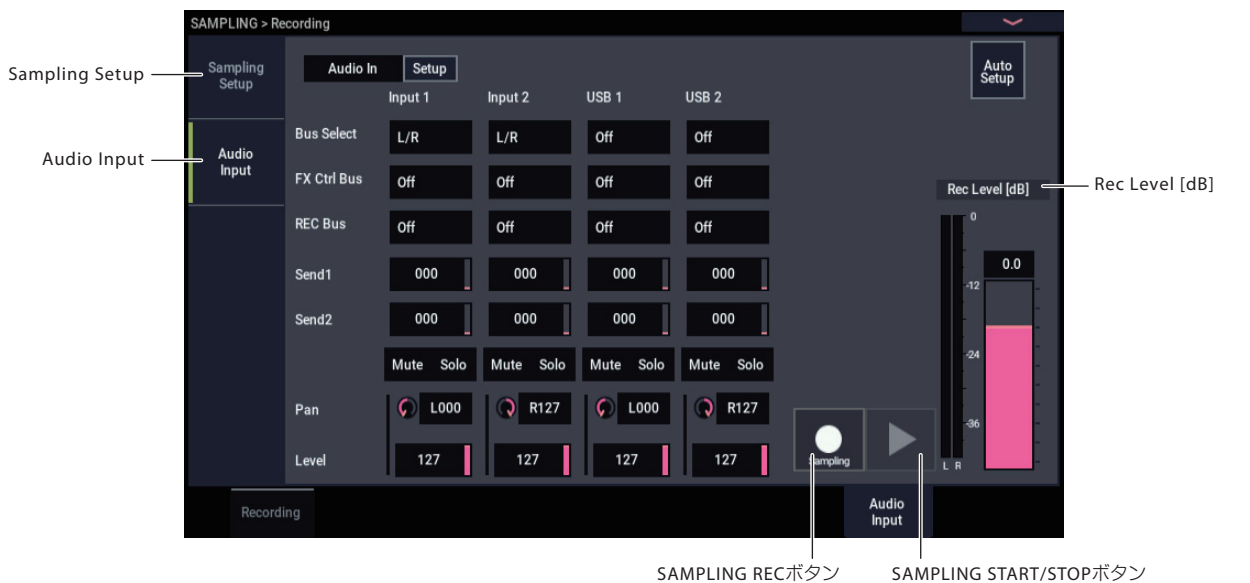 SAMPLING > Recording
Sampling Setup
Sampling
Setup
Audio In
Setup
Auto
Setup
Input 1
Input 2
USB 1
USB 2
Audio Input
Audio
Input
Bus Select
L/R
L/R
Off
Off
FX Ctrl Bus
Off
Off
Off
Off
Rec Level [dB]
Rec Level [dB]
REC Bus
Off
Off
Off
Off
0
Send1
000
000
000
000
0.0
-12
Send2
000
000
000
000
-24
Mute Solo
Mute Solo
Mute Solo
Mute Solo
Pan
L000
R127
L000
R127
-36
Level
127
127
127
127
Sampling
L R
Recording
Audio
Input
SAMPLING RECボタン
SAMPLING START/STOPボタン